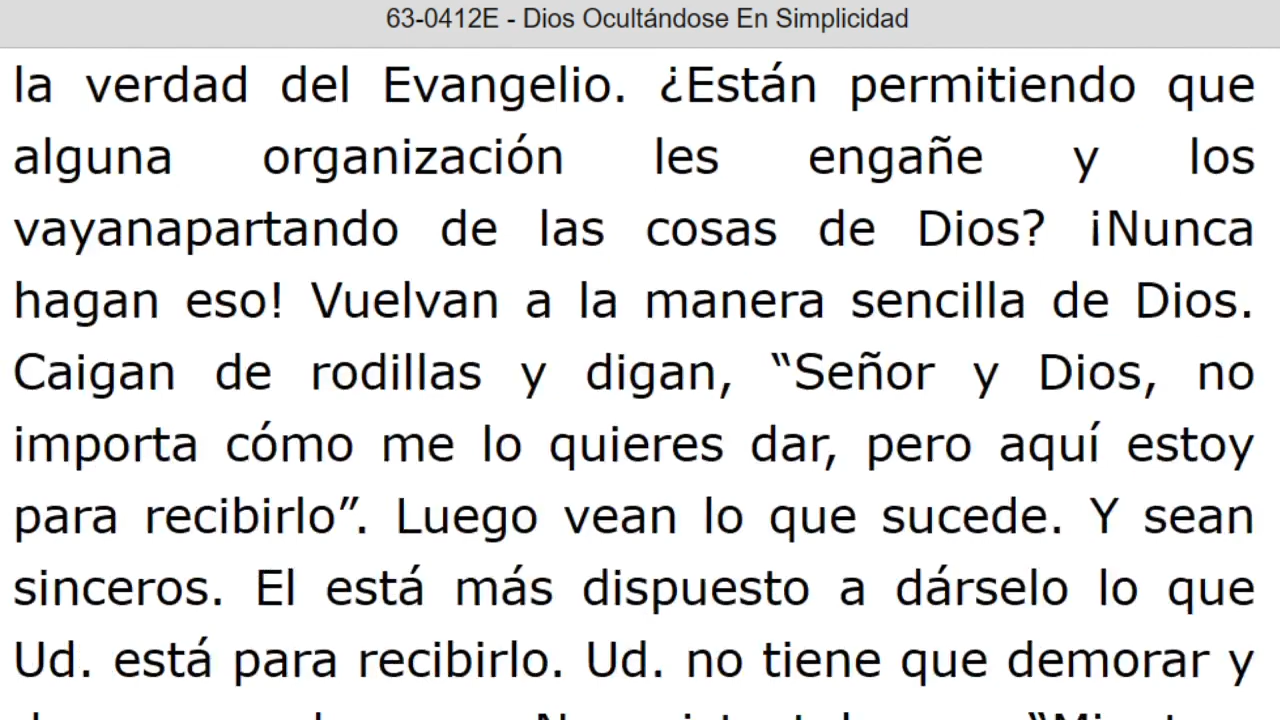 63-0412E - Dios Ocultándose En Simplicidad
la verdad del Evangelio. ¿Están permitiendo que
alguna organización les engañe y los
vayanapartando de las cosas de Dios? ¡Nunca
hagan eso! Vuelvan a la manera sencilla de Dios.
Caigan de rodillas y digan, “Señor y Dios, no
importa cómo me lo quieres dar, pero aquí estoy
para recibirlo”. Luego vean lo que sucede. Y sean
sinceros. El está más dispuesto a dárselo lo que
Ud. está para recibirlo. Ud. no tiene que demorar y